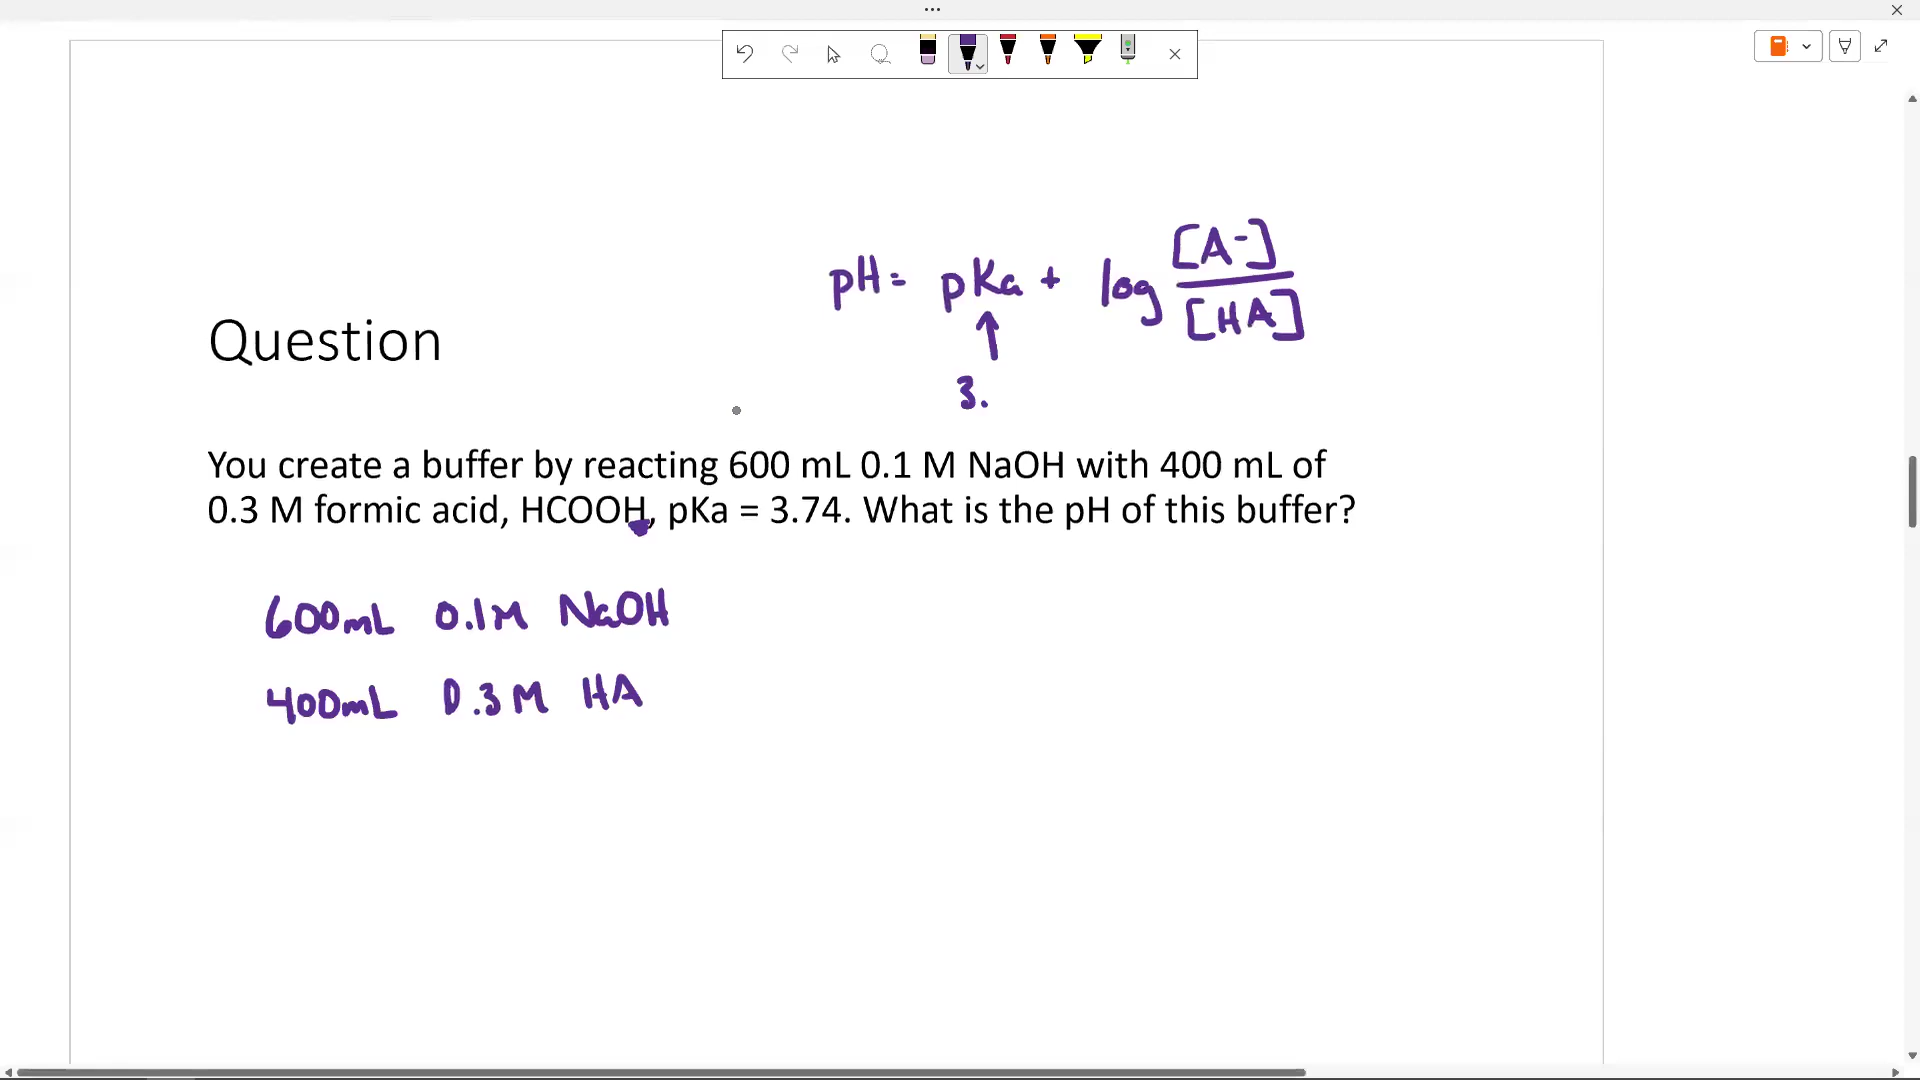 pH = pKa + log [A-]
[HA]
Question
3.
You create a buffer by reacting 600 mL 0.1 M NaOH with 400 mL of
0.3 M formic acid, HCOOH, pKa = 3.74. What is the pH of this buffer?
600mL 0.1M NaOH
400mL 0.3M HA